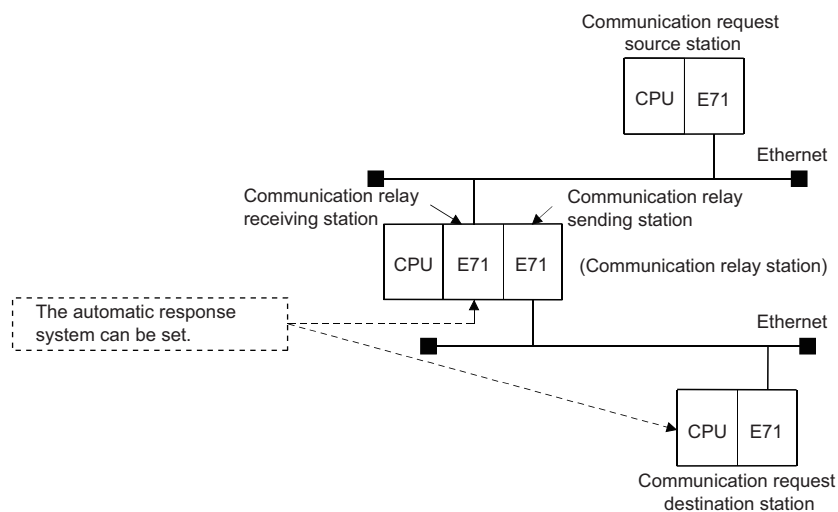 Communication request
source station
CPU
E71
Ethernet
Communication relay
receiving station
Communication relay
sending station
CPU
E71
E71
(Communication relay station)
The automatic response
system can be set.
Ethernet
CPU
E71
Communication request
destination station